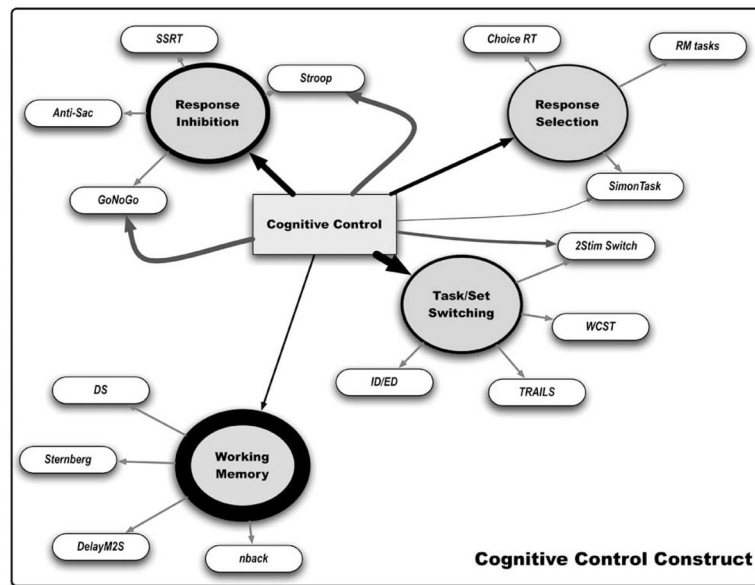 SSRT
Choice RT
RM tasks
Stroop
Response
Inhibition
Response
Selection
Anti-Sac
GoNoGo
SimonTask
Cognitive Control
2Stim Switch
Task/Set
Switching
WCST
ID/ED
TRAILS
DS
Sternberg
Working
Memory
DelayM2S
nback
Cognitive Control Construct